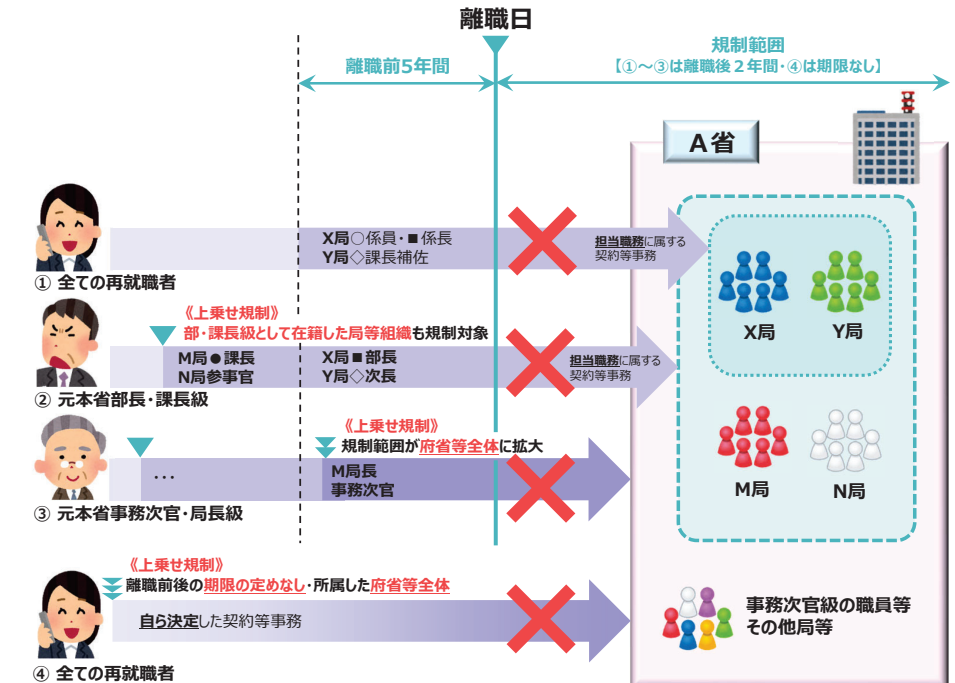 離職日
離職前5年間
規制範囲
【①～③は離職後２年間・④は期限なし】
A省
X局○係員・■係長
Y局◇課長補佐
担当職務に属する
契約等事務
① 全ての再就職者
X局
Y局
《上乗せ規制》
部・課長級として在籍した局等組織も規制対象
M局●課長
N局参事官
X局■部長
Y局◇次長
担当職務に属する
契約等事務
② 元本省部長・課長級
《上乗せ規制》
規制範囲が府省等全体に拡大
…
M局長
事務次官
③ 元本省事務次官・局長級
M局
N局
《上乗せ規制》
離職前後の期限の定めなし・所属した府省等全体
自ら決定した契約等事務
④ 全ての再就職者
事務次官級の職員等
その他局等